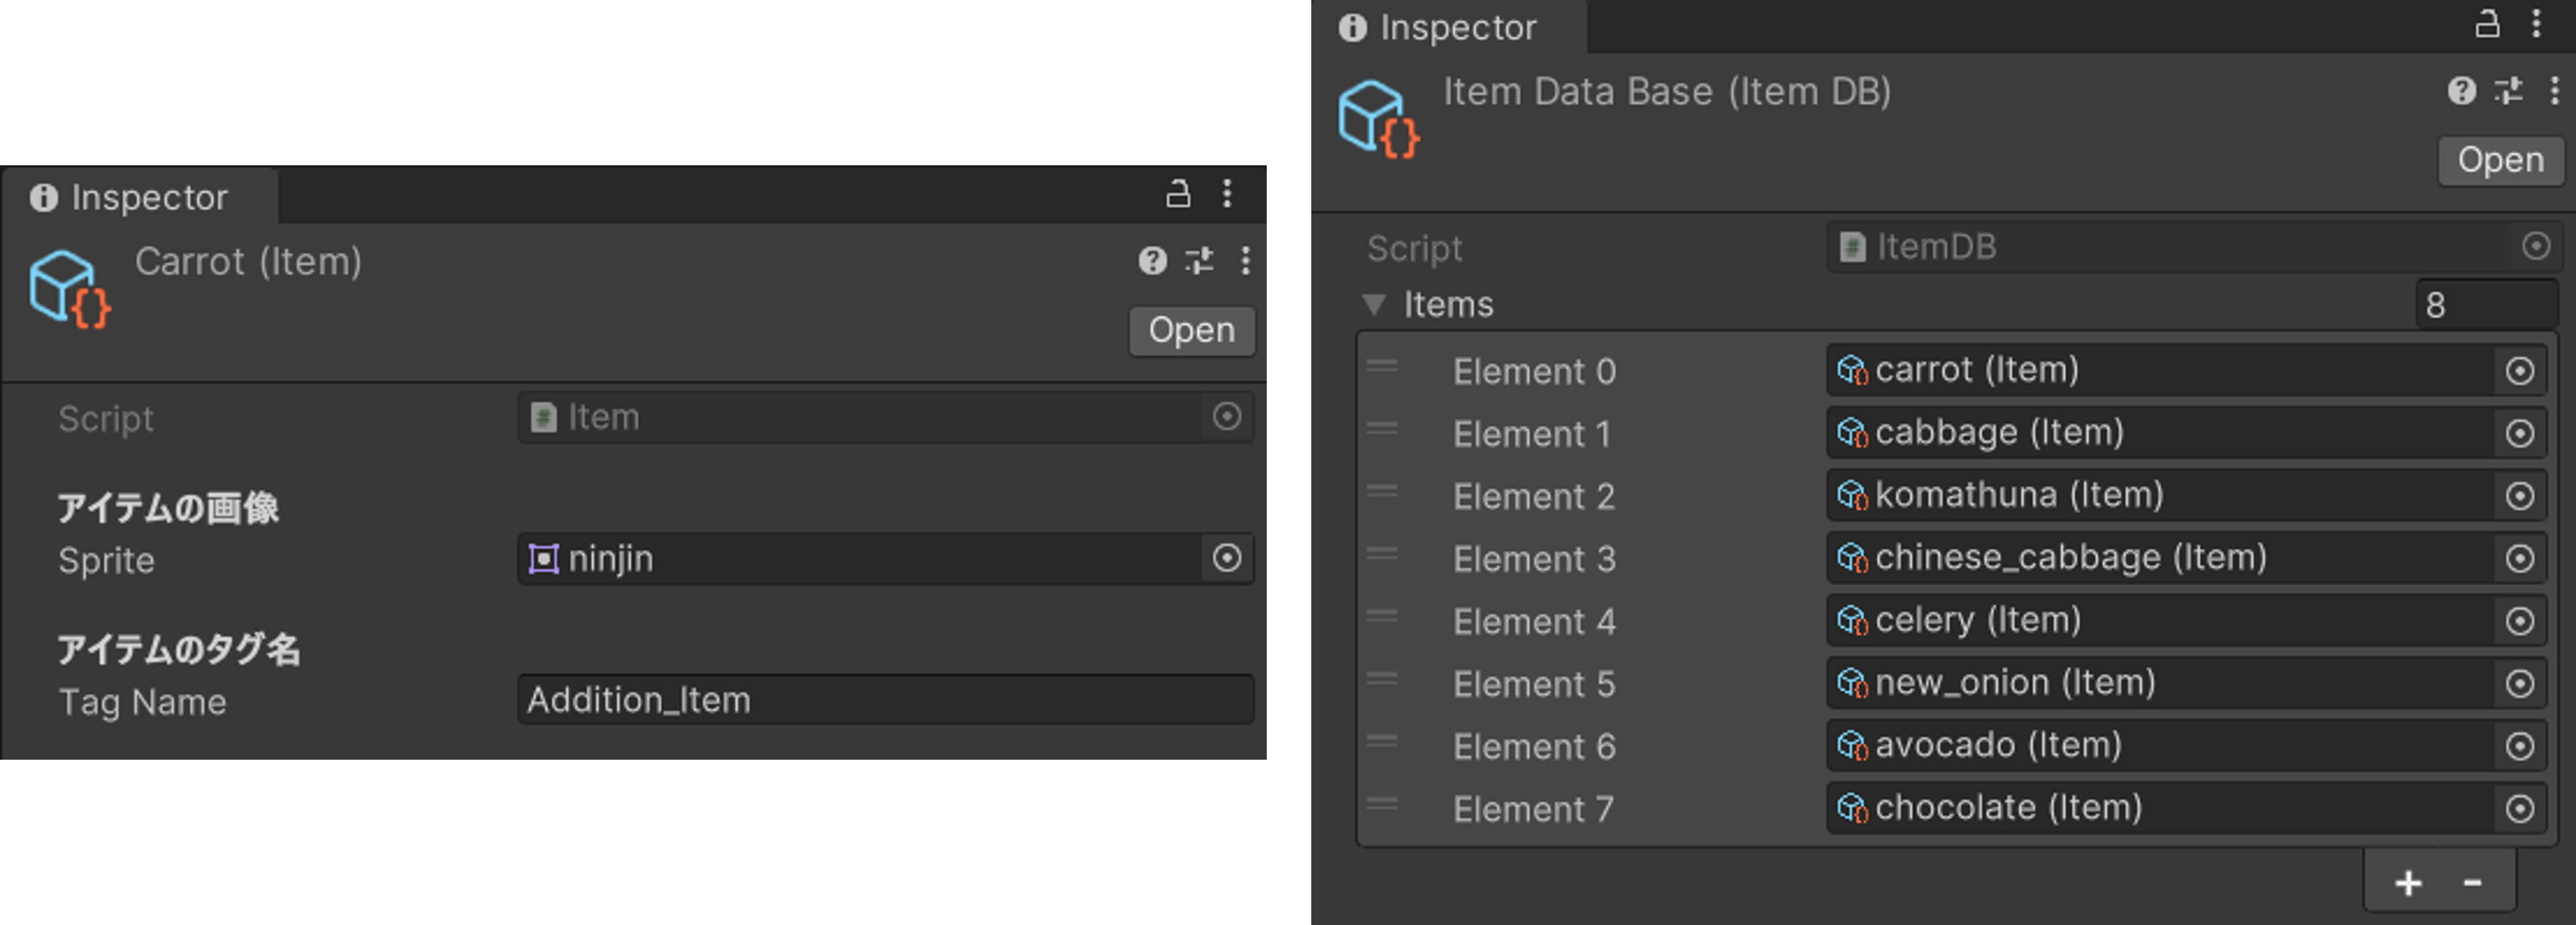 Inspector
Carrot (Item)
Open
Script
Item
アイテムの画像
Sprite
ninjin
アイテムのタグ名
Tag Name
Addition_Item
Inspector
Item Data Base (Item DB)
Open
Script
ItemDB
Items
8
Element 0
carrot (Item)
Element 1
cabbage (Item)
Element 2
komathuna (Item)
Element 3
chinese_cabbage (Item)
Element 4
celery (Item)
Element 5
new_onion (Item)
Element 6
avocado (Item)
Element 7
chocolate (Item)